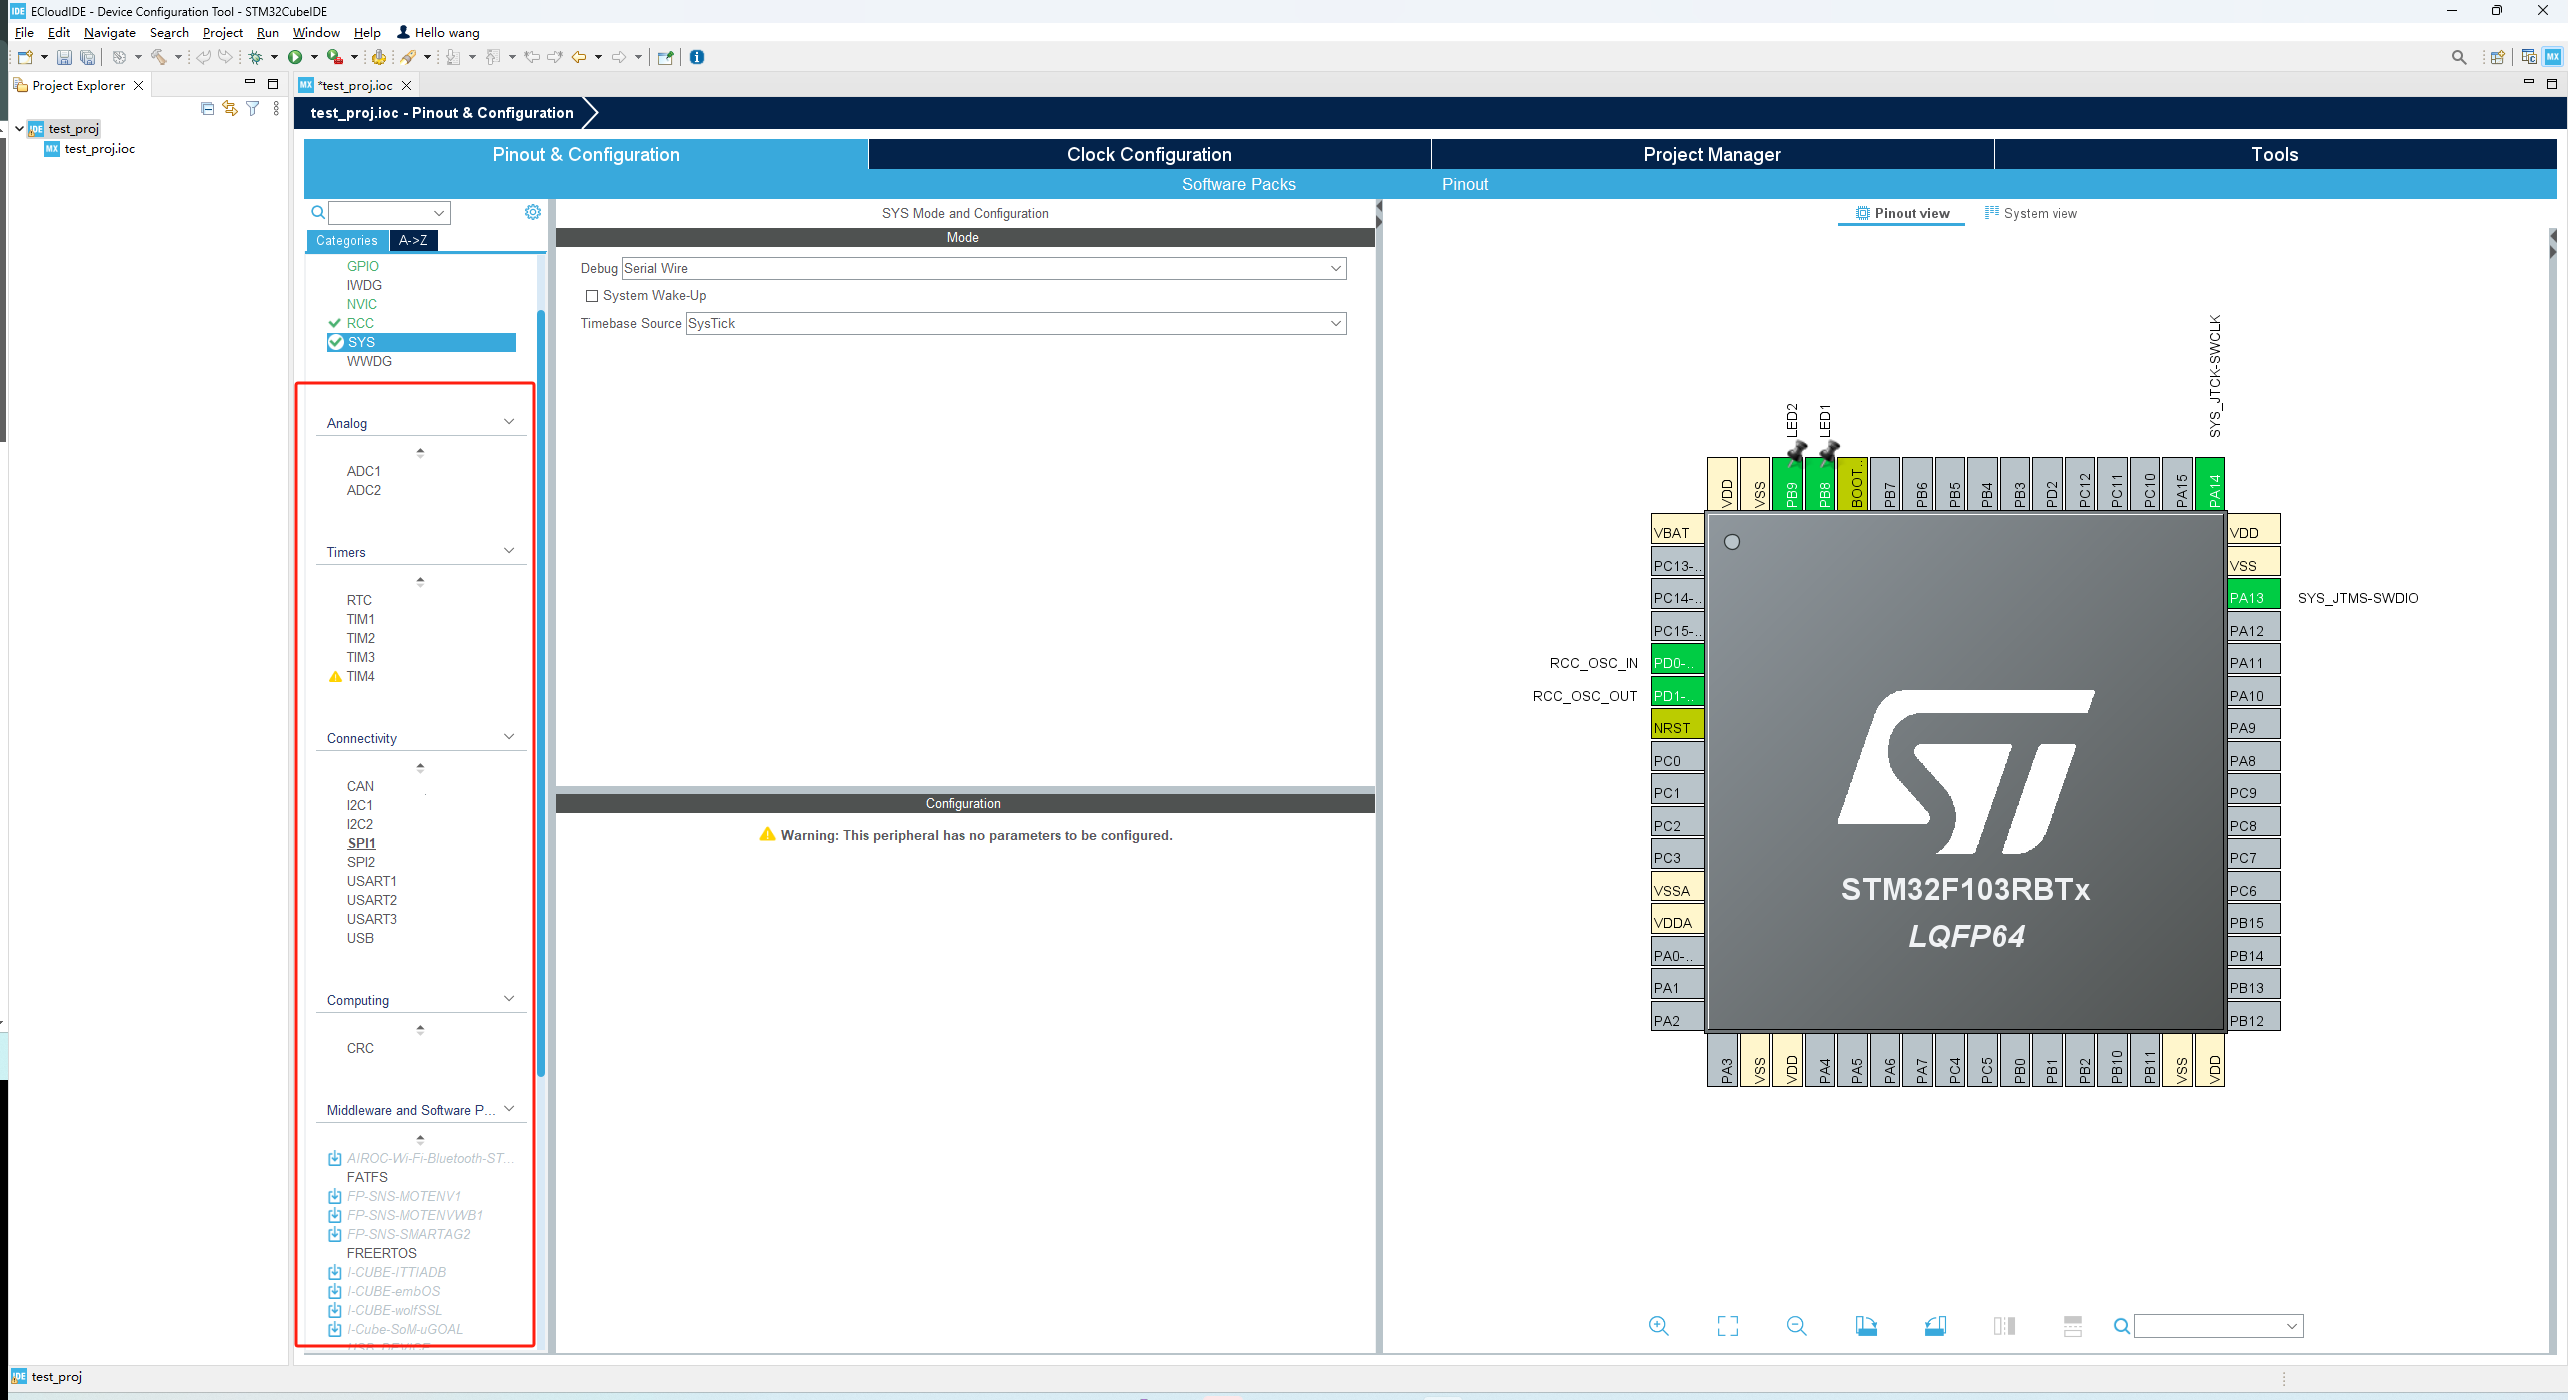 ECloudIDE - Device Configuration Tool - STM32CubeIDE
File Edit Navigate Search Project Run Window Help Hello wang
Project Explorer
*test_proj.ioc
test_proj
test_proj.ioc
test_proj.ioc - Pinout & Configuration
Pinout & Configuration
Clock Configuration
Project Manager
Tools
Software Packs
Pinout
Categories
A->Z
GPIO
IWDG
NVIC
RCC
SYS
WWDG
Analog
ADC1
ADC2
Timers
RTC
TIM1
TIM2
TIM3
TIM4
Connectivity
CAN
I2C1
I2C2
SPI1
SPI2
USART1
USART2
USART3
USB
Computing
CRC
Middleware and Software P...
AIROC-Wi-Fi-Bluetooth-ST...
FATFS
FP-SNS-MOTENV1
FP-SNS-MOTENVWB1
FP-SNS-SMARTAG2
FREERTOS
I-CUBE-ITTIADB
I-CUBE-embOS
I-CUBE-wolfSSL
I-Cube-SoM-uGOAL
SYS Mode and Configuration
Mode
Debug Serial Wire
System Wake-Up
Timebase Source SysTick
Configuration
Warning: This peripheral has no parameters to be configured.
Pinout view
System view
LED2
LED1
SYS_JTCK-SWCLK
VDD
VSS
PB9
PB8
BOOT..
PB7
PB6
PB5
PB4
PB3
PD2
PC12
PC11
PC10
PA15
PA14
VBAT
PC13-..
PC14-..
PC15-..
RCC_OSC_IN
PD0-..
RCC_OSC_OUT
PD1-..
NRST
PC0
PC1
PC2
PC3
VSSA
VDDA
PA0-..
PA1
PA2
STM32F103RBTx
LQFP64
VDD
VSS
PA13
SYS_JTMS-SWDIO
PA12
PA11
PA10
PA9
PA8
PC9
PC8
PC7
PC6
PB15
PB14
PB13
PB12
PA3
VSS
VDD
PA4
PA5
PA6
PA7
PC4
PC5
PB0
PB1
PB2
PB10
PB11
VSS
VDD
test_proj